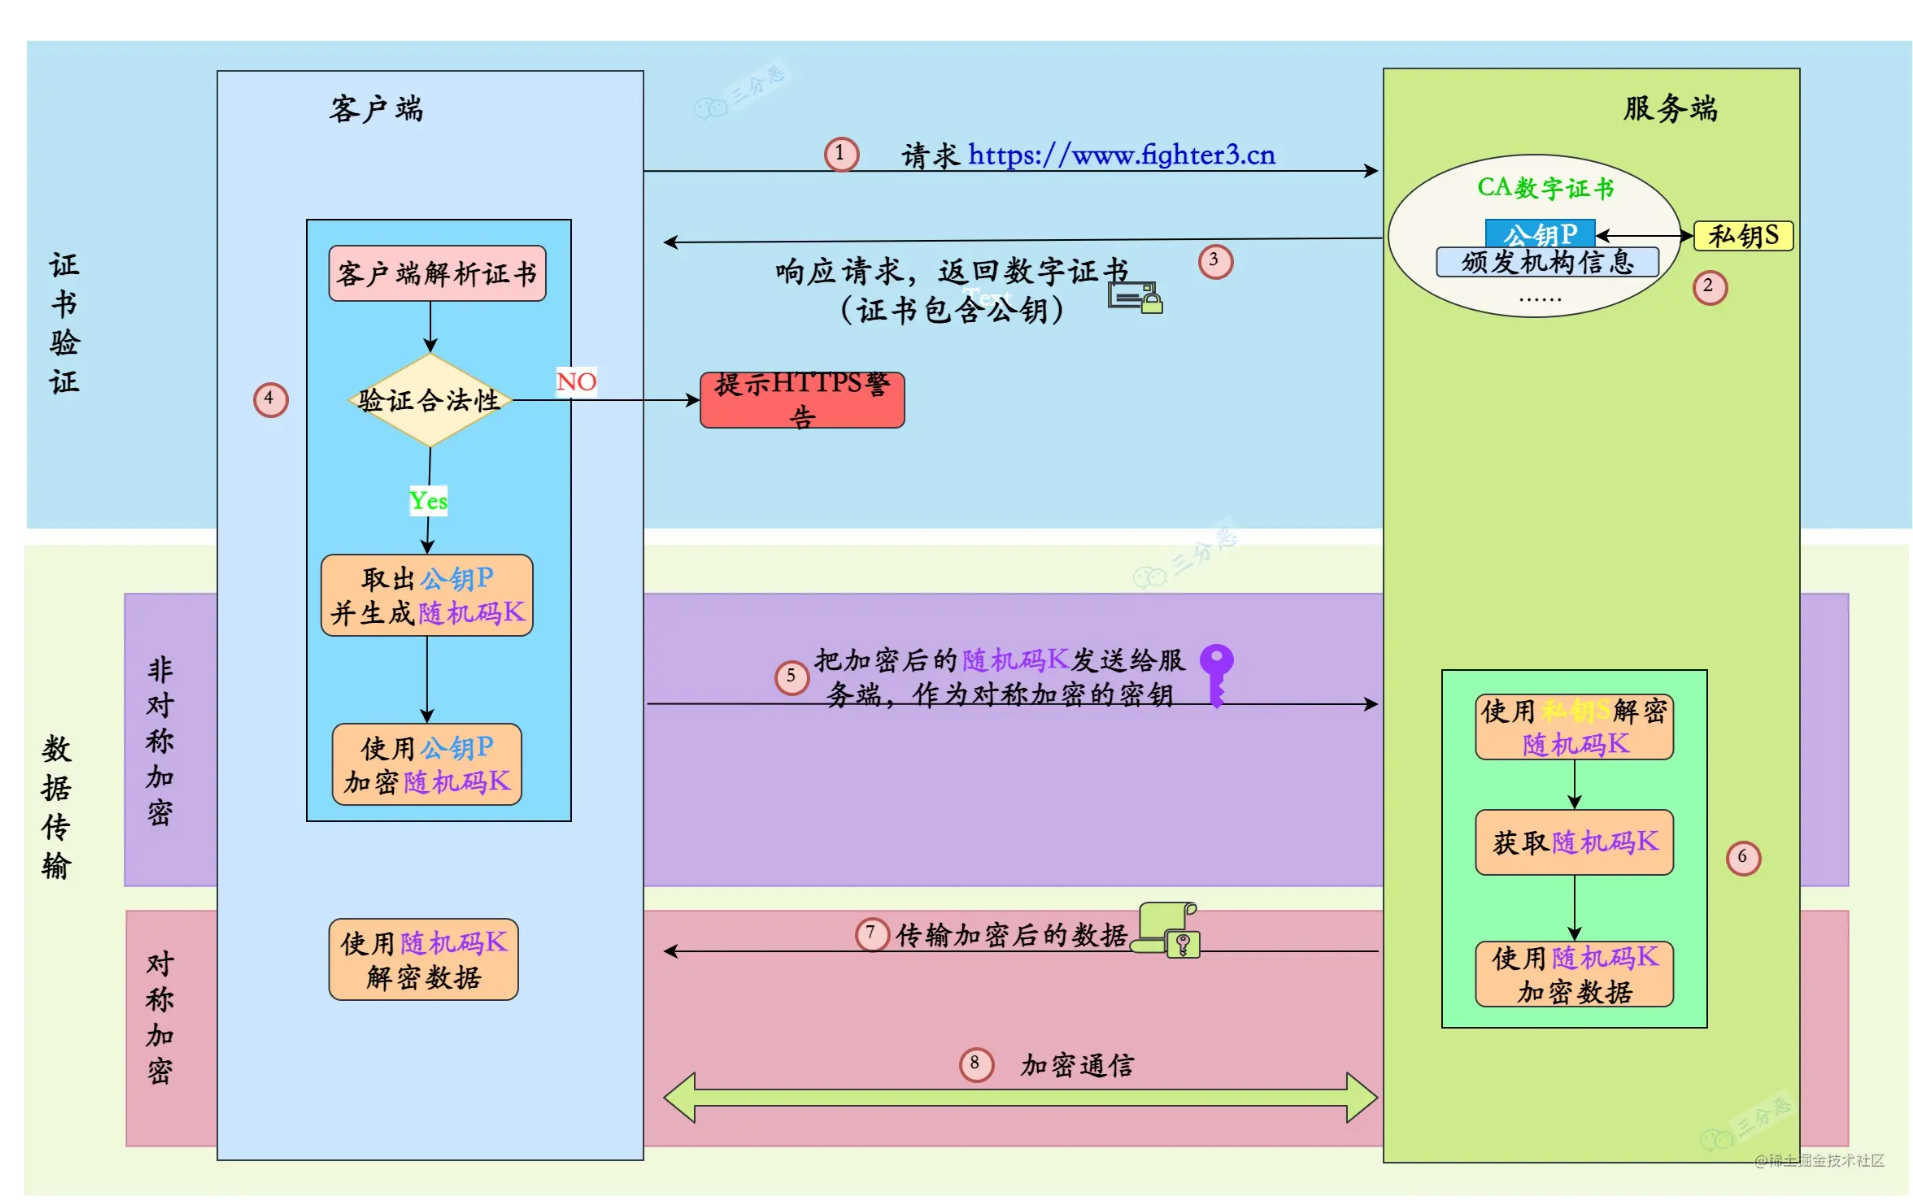 三分恶
客户端
服务端
① 请求 https://www.fighter3.cn
CA数字证书
公钥P
私钥S
颁发机构信息
......
②
响应请求，返回数字证书 ③
Text
（证书包含公钥）
证书验证
客户端解析证书
④
验证合法性
NO
提示HTTPS警
告
Yes
三分恶
取出公钥P
并生成随机码K
使用公钥P
加密随机码K
数据传输
非对称加密
⑤ 把加密后的随机码K发送给服
务端，作为对称加密的密钥
使用私钥S解密
随机码K
获取随机码K
⑥
使用随机码K
加密数据
对称加密
⑦ 传输加密后的数据
使用随机码K
解密数据
⑧ 加密通信
三分恶
@稀土掘金技术社区